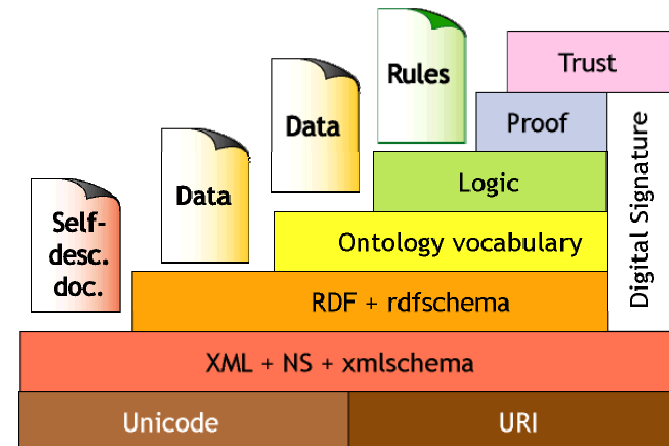 Trust
Rules
Proof
Data
Logic
Digital Signature
Data
Self-
desc.
doc.
Ontology vocabulary
RDF + rdfschema
XML + NS + xmlschema
Unicode
URI